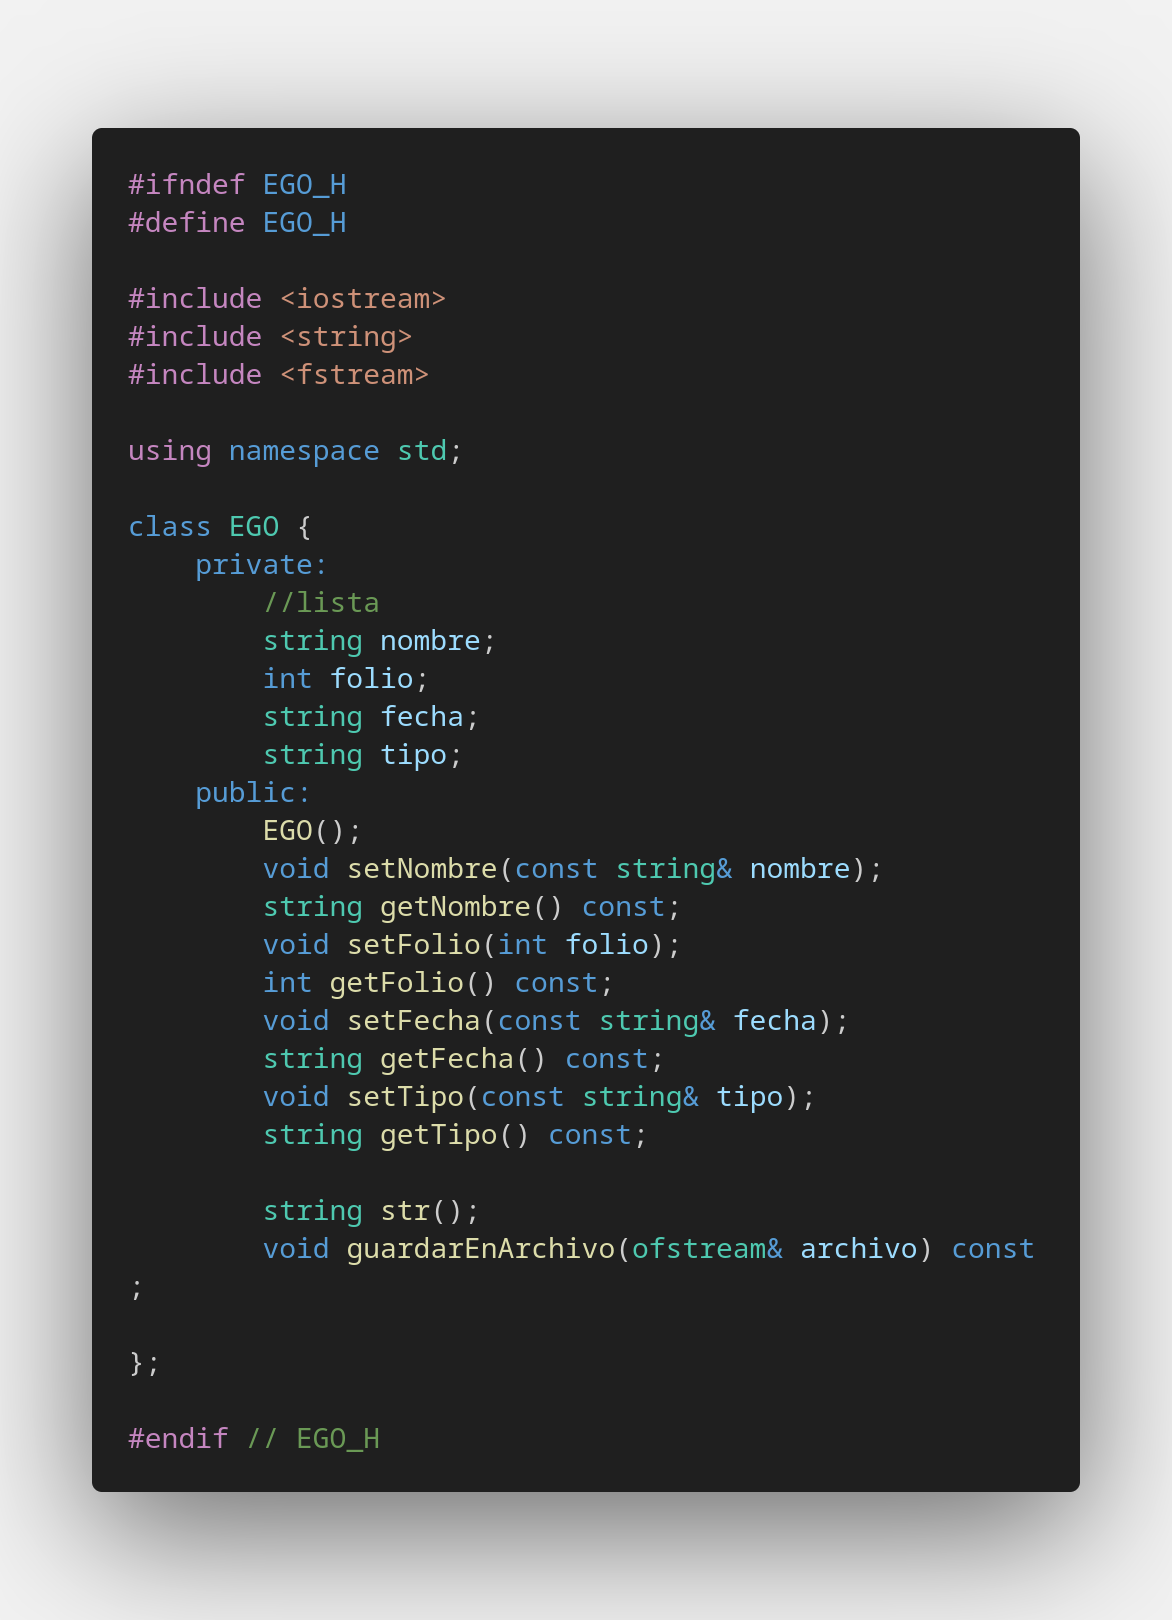 #ifndef EGO_H
#define EGO_H

#include <iostream>
#include <string>
#include <fstream>

using namespace std;

class EGO {
    private:
        //lista
        string nombre;
        int folio;
        string fecha;
        string tipo;
    public:
        EGO();
        void setNombre(const string& nombre);
        string getNombre() const;
        void setFolio(int folio);
        int getFolio() const;
        void setFecha(const string& fecha);
        string getFecha() const;
        void setTipo(const string& tipo);
        string getTipo() const;

        string str();
        void guardarEnArchivo(ofstream& archivo) const
;

};

#endif // EGO_H